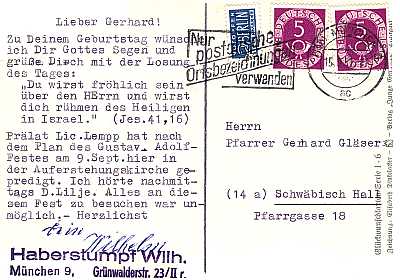 Lieber Gerhard!
Zu Deinem Geburtstag wünsche
ich Dir Gottes Segen und
grüße Dirch mit der Losung
des Tages:
"Du wirst fröhlich sein
über den HErrn und wirst
dich rühmen des Heiligen
in Israel." (Jes.41,16)
Prälat Lic.Lempp hat nach
dem Plan des Gustav Adolf-
Festes am 9.Sept.hier in
der Auferstehungskirche ge-
predigt. Ich hörte nachmit-
tags D.Lilje. Alles an die-
sem Fest zu besuchen war un-
möglich.- Herzlichst
Dein Wilhelm
Haberstumpf Wilh.
München 9, Grünwalderstr. 23/II r.
Nur
postalische
Ortsbezeichnungen
verwenden
BERLIN
DEUTSCHE
5
5
Herrn
Pfarrer Gerhard Gläser
(14 a) Schwäbisch Hall
Pfarrgasse 18